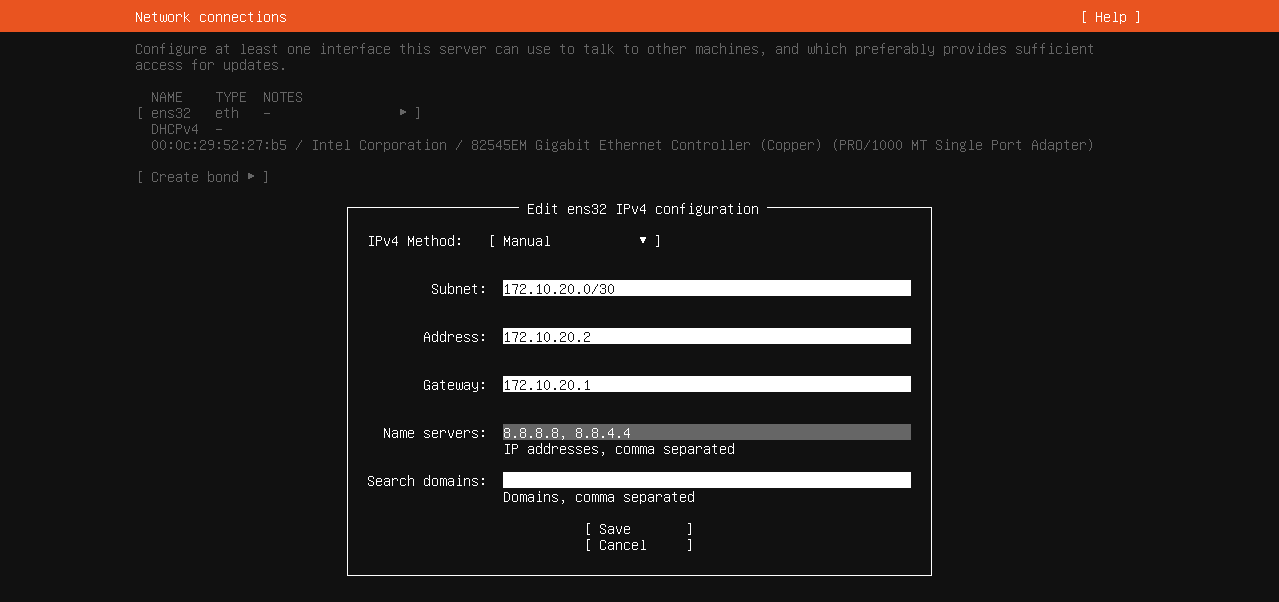 Network connections [ Help ]
Configure at least one interface this server can use to talk to other machines, and which preferably provides sufficient
access for updates.
NAME TYPE NOTES
[ ens32 eth - ▸ ]
DHCPv4 -
00:0c:29:52:27:b5 / Intel Corporation / 82545EM Gigabit Ethernet Controller (Copper) (PRO/1000 MT Single Port Adapter)
[ Create bond ▸ ]
Edit ens32 IPv4 configuration
IPv4 Method: [ Manual ▾ ]
Subnet: 172.10.20.0/30
Address: 172.10.20.2
Gateway: 172.10.20.1
Name servers: 8.8.8.8, 8.8.4.4
IP addresses, comma separated
Search domains:
Domains, comma separated
[ Save ]
[ Cancel ]